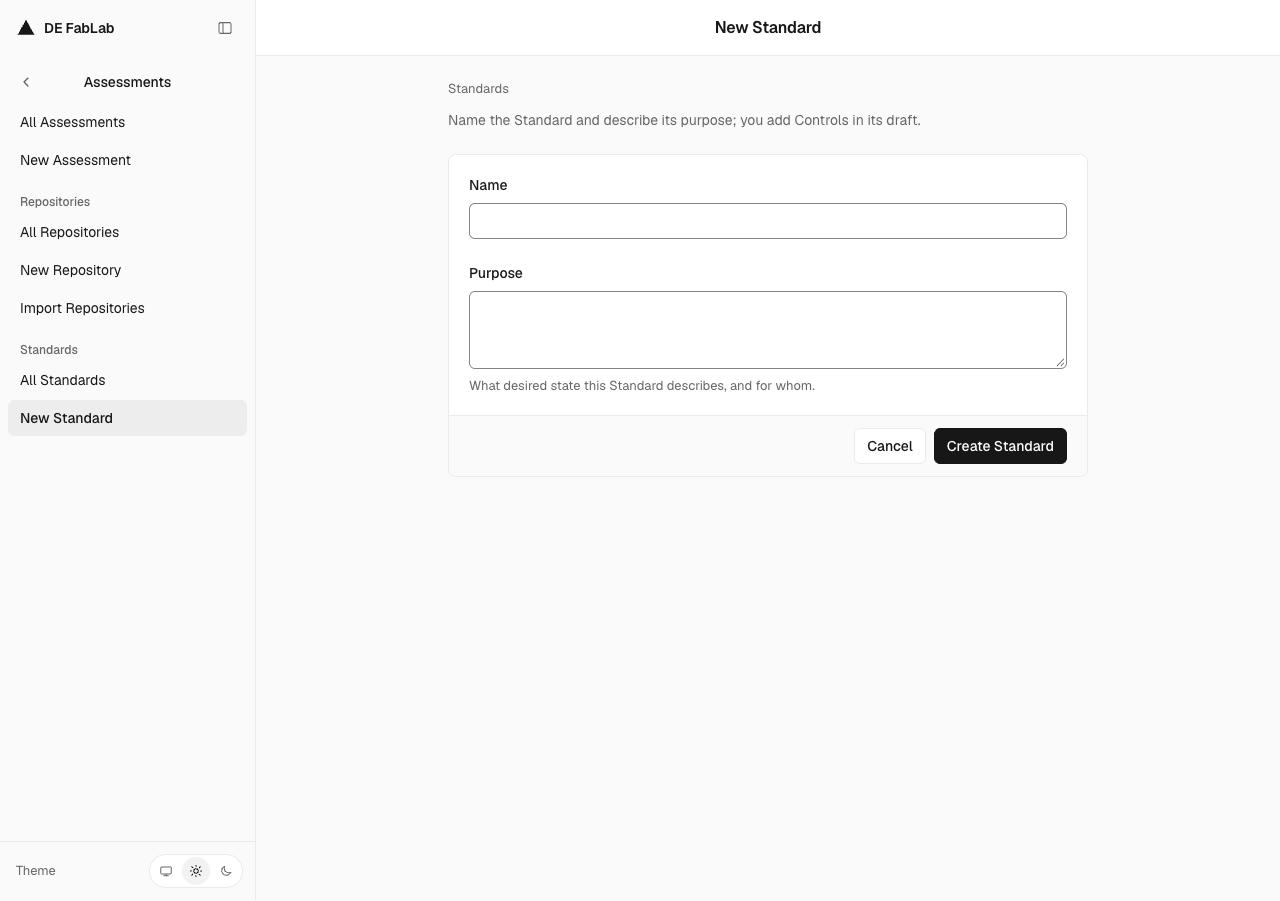 DE FabLab
Assessments
All Assessments
New Assessment
Repositories
All Repositories
New Repository
Import Repositories
Standards
All Standards
New Standard
Theme
New Standard
Standards
Name the Standard and describe its purpose; you add Controls in its draft.
Name
Purpose
What desired state this Standard describes, and for whom.
Cancel
Create Standard